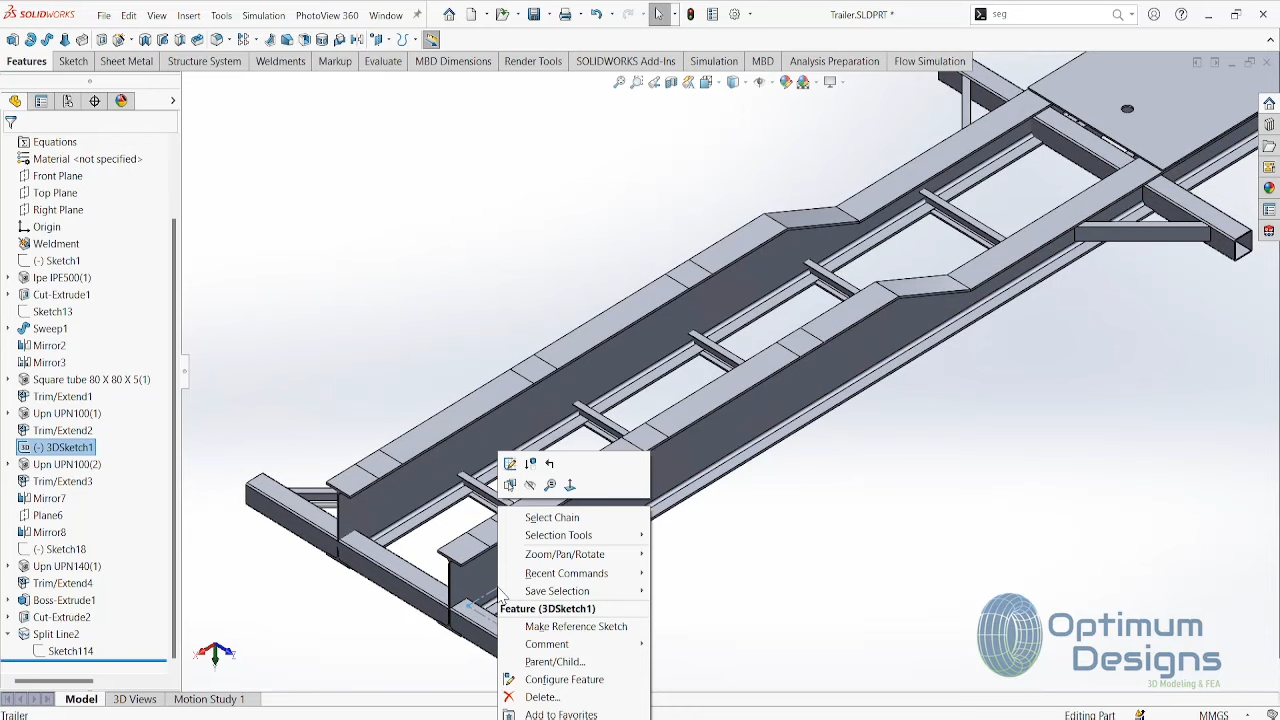 SOLIDWORKS File Edit View Insert Tools Simulation PhotoView 360 Window Trailer.SLDPRT * seg
Features Sketch Sheet Metal Structure System Weldments Markup Evaluate MBD Dimensions Render Tools SOLIDWORKS Add-Ins Simulation MBD Analysis Preparation Flow Simulation
Equations
Material <not specified>
Front Plane
Top Plane
Right Plane
Origin
Weldment
(-) Sketch1
Ipe IPE500(1)
Cut-Extrude1
Sketch13
Sweep1
Mirror2
Mirror3
Square tube 80 X 80 X 5(1)
Trim/Extend1
Upn UPN100(1)
Trim/Extend2
3D (-) 3DSketch1
Upn UPN100(2)
Trim/Extend3
Mirror7
Plane6
Mirror8
(-) Sketch18
Upn UPN140(1)
Trim/Extend4
Boss-Extrude1
Cut-Extrude2
Split Line2
Sketch114
Select Chain
Selection Tools
Zoom/Pan/Rotate
Recent Commands
Save Selection
Feature (3DSketch1)
Make Reference Sketch
Comment
Parent/Child...
Configure Feature
Delete...
Add to Favorites
Optimum
Designs
3D Modeling & FEA
Model 3D Views Motion Study 1
Trailer Editing Part MMGS